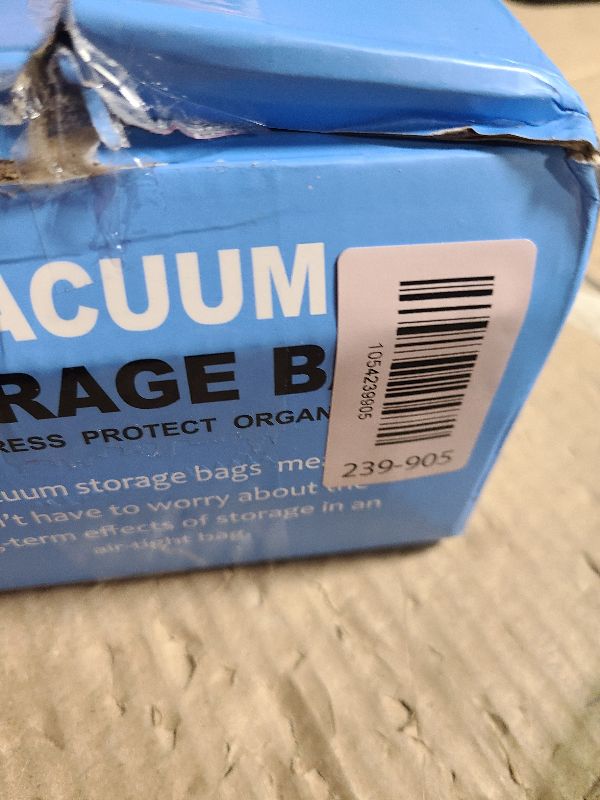 ACUUM
RAGE B
RESS PROTECT ORGAN
uum storage bags me
't have to worry about the
-term effects of storage in an
air-tight bag
1054239905
239-905